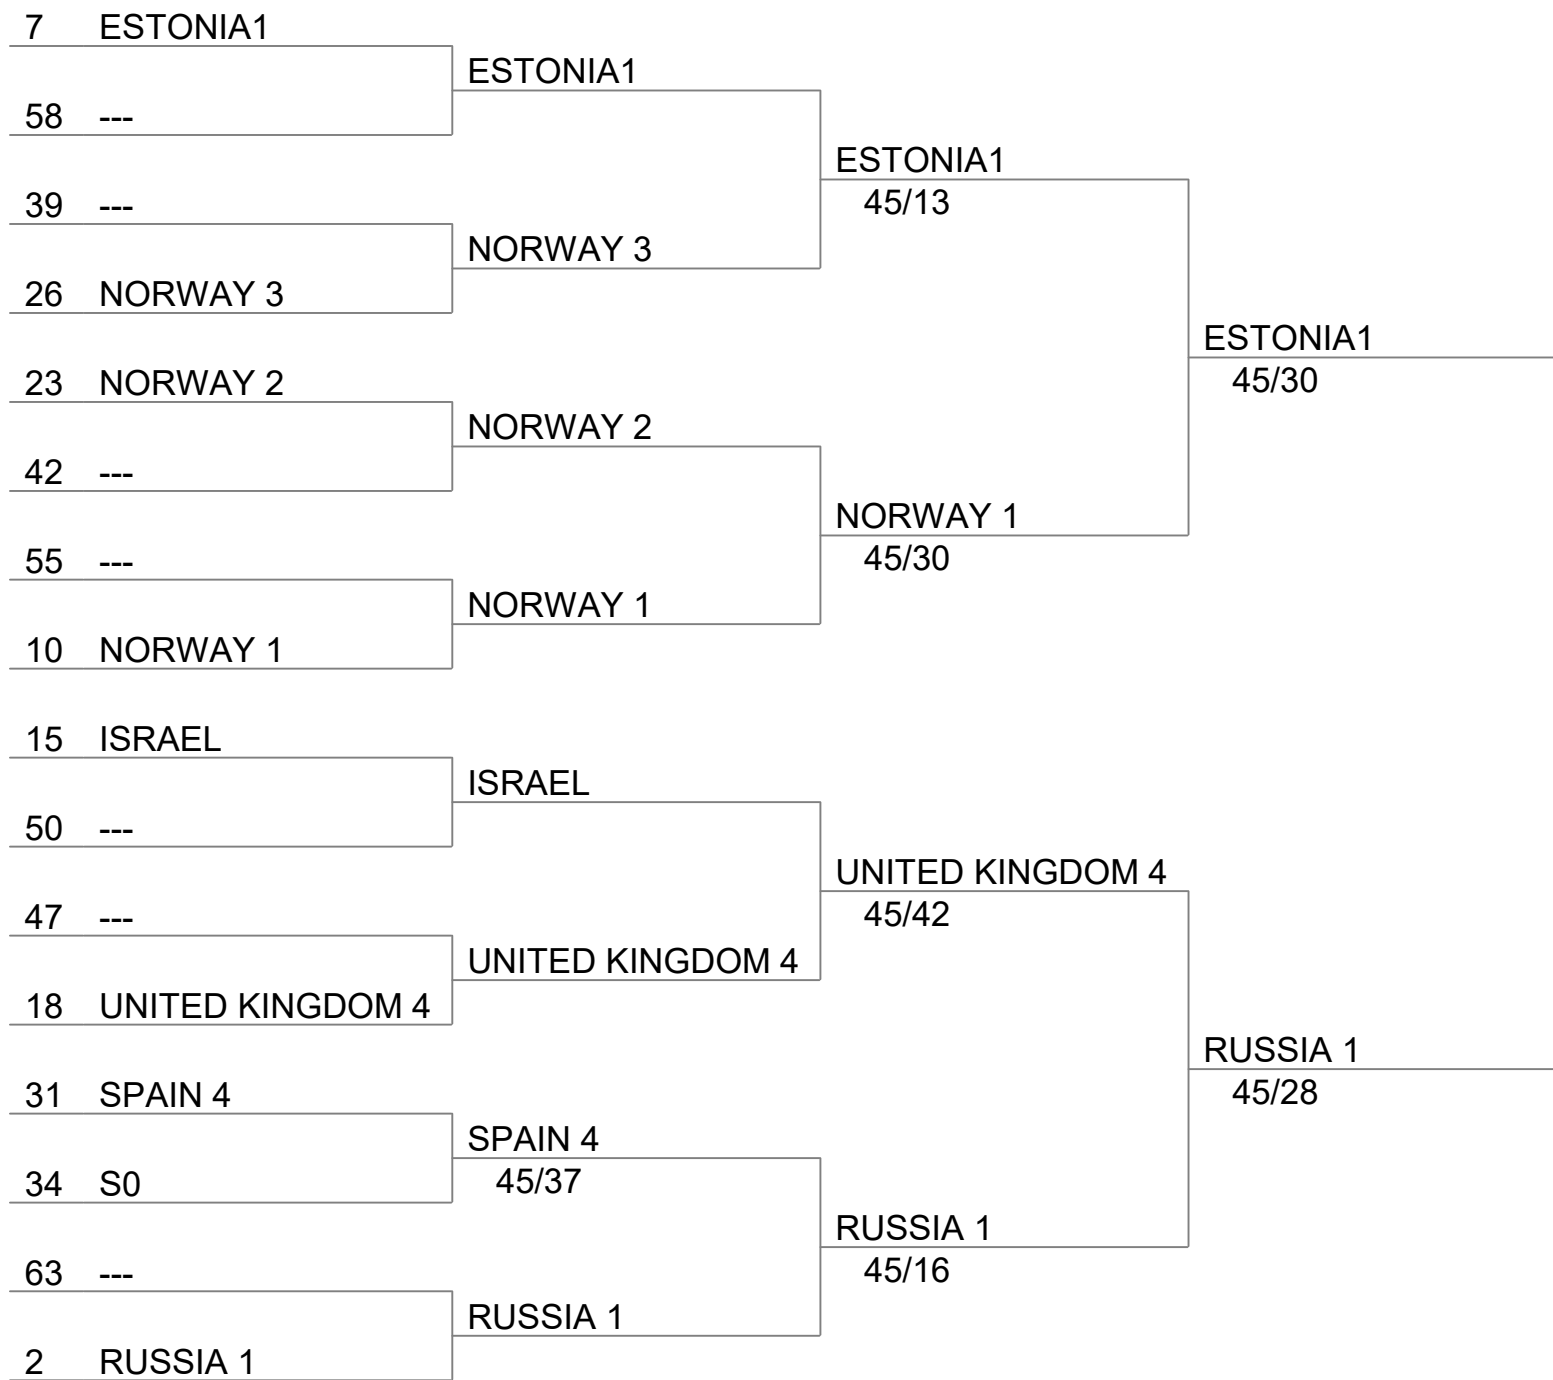 7 ESTONIA1
ESTONIA1
58 ---
ESTONIA1
45/13
39 ---
NORWAY 3
26 NORWAY 3
ESTONIA1
45/30
23 NORWAY 2
NORWAY 2
42 ---
NORWAY 1
45/30
55 ---
NORWAY 1
10 NORWAY 1
15 ISRAEL
ISRAEL
50 ---
UNITED KINGDOM 4
45/42
47 ---
UNITED KINGDOM 4
18 UNITED KINGDOM 4
RUSSIA 1
45/28
31 SPAIN 4
SPAIN 4
45/37
34 S0
RUSSIA 1
45/16
63 ---
RUSSIA 1
2 RUSSIA 1